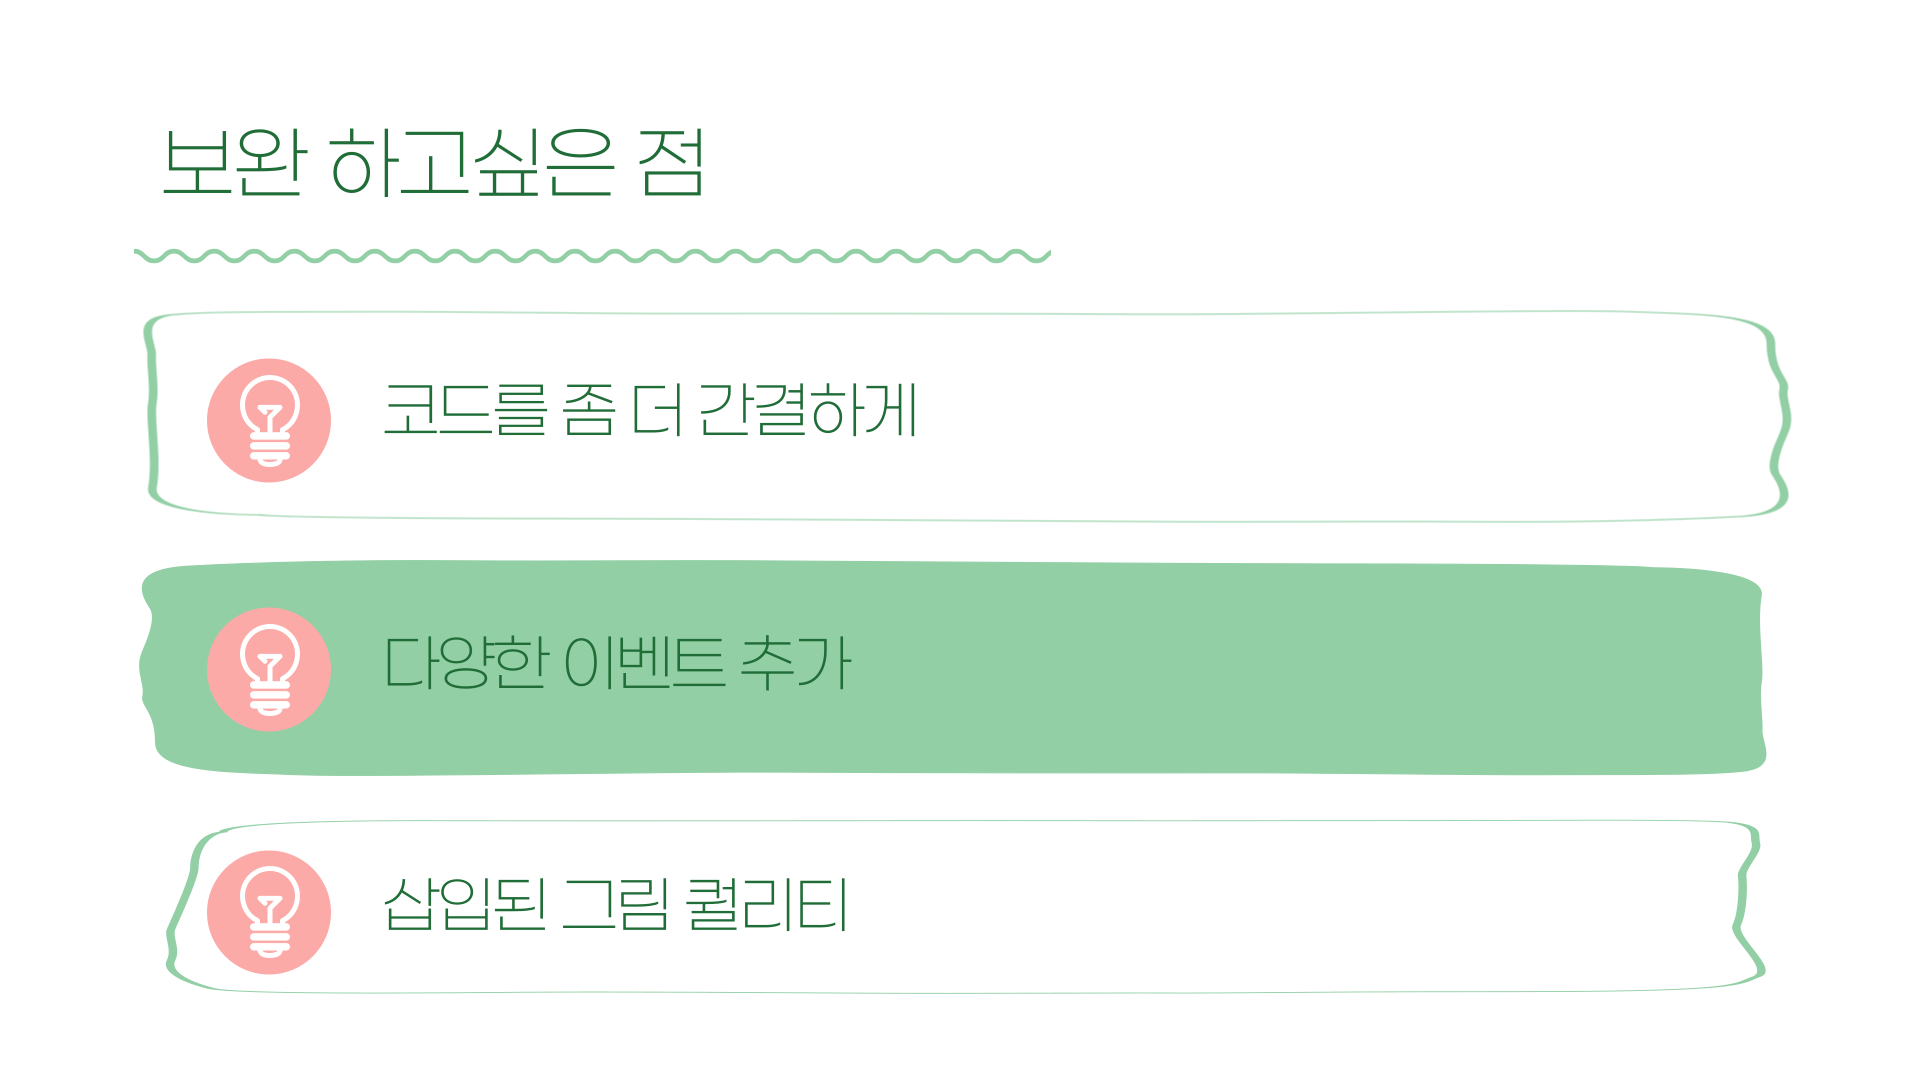 보완 하고싶은 점
코드를 좀 더 간결하게
다양한 이벤트 추가
삽입된 그림 퀄리티